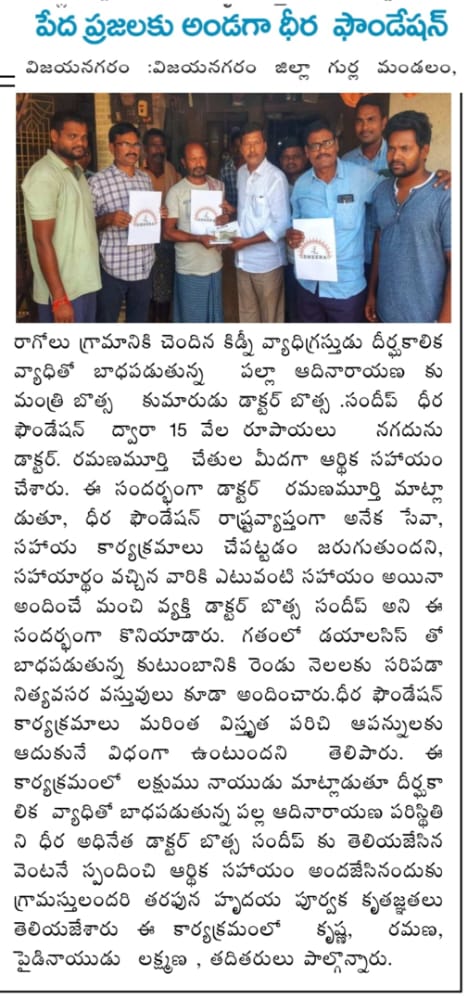 పేద ప్రజలకు అండగా ధీర ఫౌండేషన్
విజయనగరం :విజయనగరం జిల్లా గుర్ల మండలం,
DHEERA
DHEERA
రాగోలు గ్రామానికి చెందిన కిడ్నీ వ్యాధిగ్రస్తుడు దీర్ఘకాలిక
వ్యాధితో బాధపడుతున్న పల్లా ఆదినారాయణ కు
మంత్రి బొత్స కుమారుడు డాక్టర్ బొత్స .సందీప్ ధీర
ఫౌండేషన్ ద్వారా 15 వేల రూపాయలు నగదును
డాక్టర్. రమణమూర్తి చేతుల మీదగా ఆర్థిక సహాయం
చేశారు. ఈ సందర్భంగా డాక్టర్ రమణమూర్తి మాట్లా
డుతూ, ధీర ఫౌండేషన్ రాష్ట్రవ్యాప్తంగా అనేక సేవా,
సహాయ కార్యక్రమాలు చేపట్టడం జరుగుతుందని,
సహాయార్థం వచ్చిన వారికి ఎటువంటి సహాయం అయినా
అందించే మంచి వ్యక్తి డాక్టర్ బొత్స సందీప్ అని ఈ
సందర్భంగా కొనియాడారు. గతంలో డయాలసిస్ తో
బాధపడుతున్న కుటుంబానికి రెండు నెలలకు సరిపడా
నిత్యవసర వస్తువులు కూడా అందించారు.ధీర ఫౌండేషన్
కార్యక్రమాలు మరింత విస్తృత పరిచి ఆపన్నులకు
ఆదుకునే విధంగా ఉంటుందని తెలిపారు. ఈ
కార్యక్రమంలో లక్షుము నాయుడు మాట్లాడుతూ దీర్ఘకా
లిక వ్యాధితో బాధపడుతున్న పల్ల ఆదినారాయణ పరిస్థితి
ని ధీర అధినేత డాక్టర్ బొత్స సందీప్ కు తెలియజేసిన
వెంటనే స్పందించి ఆర్థిక సహాయం అందజేసినందుకు
గ్రామస్తులందరి తరఫున హృదయ పూర్వక కృతజ్ఞతలు
తెలియజేశారు ఈ కార్యక్రమంలో కృష్ణ, రమణ,
పైడినాయుడు లక్ష్మణ , తదితరులు పాల్గొన్నారు.